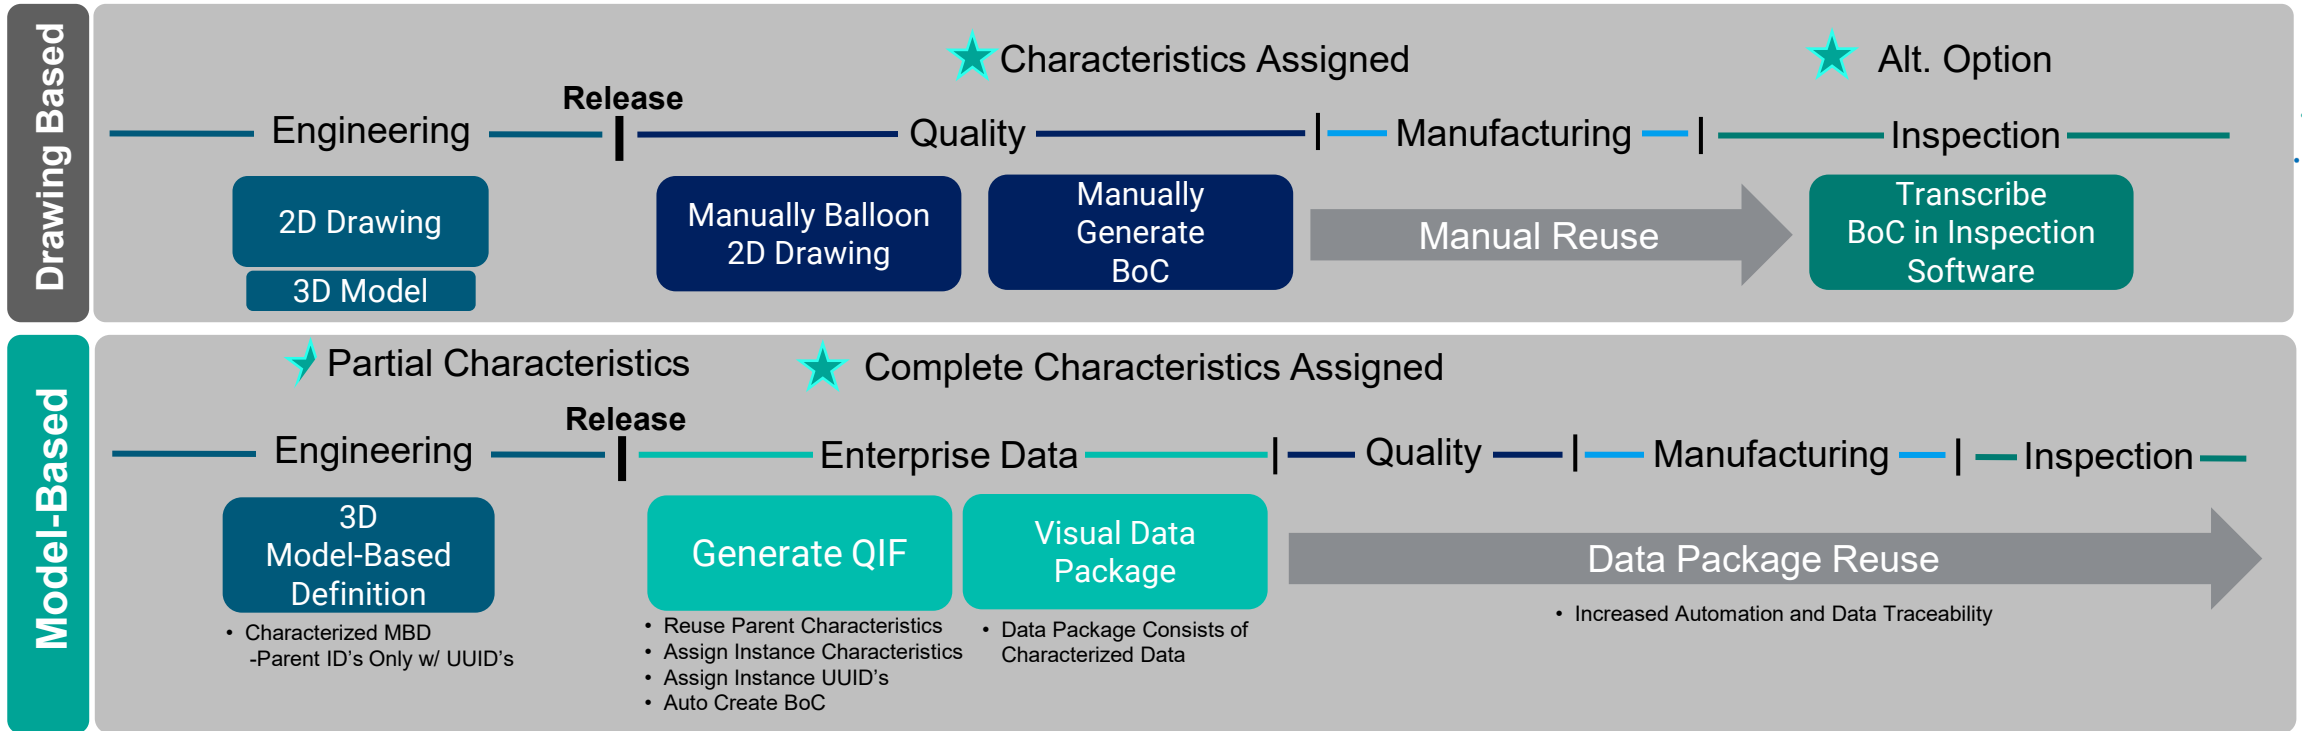 Drawing Based
Characteristics Assigned
Alt. Option
Release
Engineering
Quality
Manufacturing
Inspection
2D Drawing
3D Model
Manually Balloon
2D Drawing
Manually
Generate
BoC
Manual Reuse
Transcribe
BoC in Inspection
Software
Model-Based
Partial Characteristics
Complete Characteristics Assigned
Release
Engineering
Enterprise Data
Quality
Manufacturing
Inspection
3D
Model-Based
Definition
• Characterized MBD
-Parent ID’s Only w/ UUID’s
Generate QIF
• Reuse Parent Characteristics
• Assign Instance Characteristics
• Assign Instance UUID’s
• Auto Create BoC
Visual Data
Package
• Data Package Consists of
Characterized Data
Data Package Reuse
• Increased Automation and Data Traceability